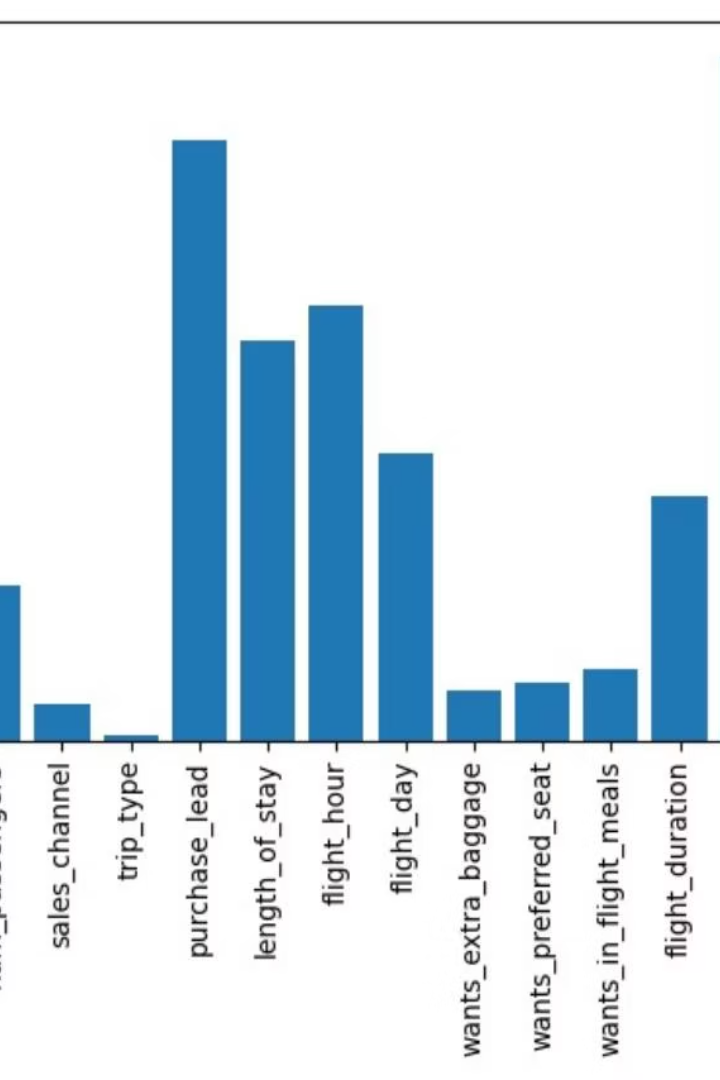 sales_channel
trip_type
purchase_lead
length_of_stay
flight_hour
flight_day
wants_extra_baggage
wants_preferred_seat
wants_in_flight_meals
flight_duration